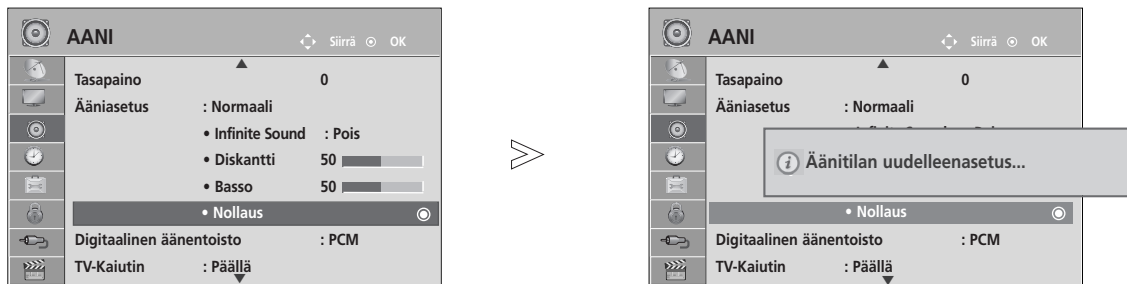 AANI
Siirrä OK
Tasapaino 0
Ääniasetus : Normaali
• Infinite Sound : Pois
• Diskantti 50
• Basso 50
• Nollaus
Digitaalinen äänentoisto : PCM
TV-Kaiutin : Päällä
AANI
Siirrä OK
Tasapaino 0
Ääniasetus : Normaali
Äänitilan uudelleenasetus...
• Nollaus
Digitaalinen äänentoisto : PCM
TV-Kaiutin : Päällä